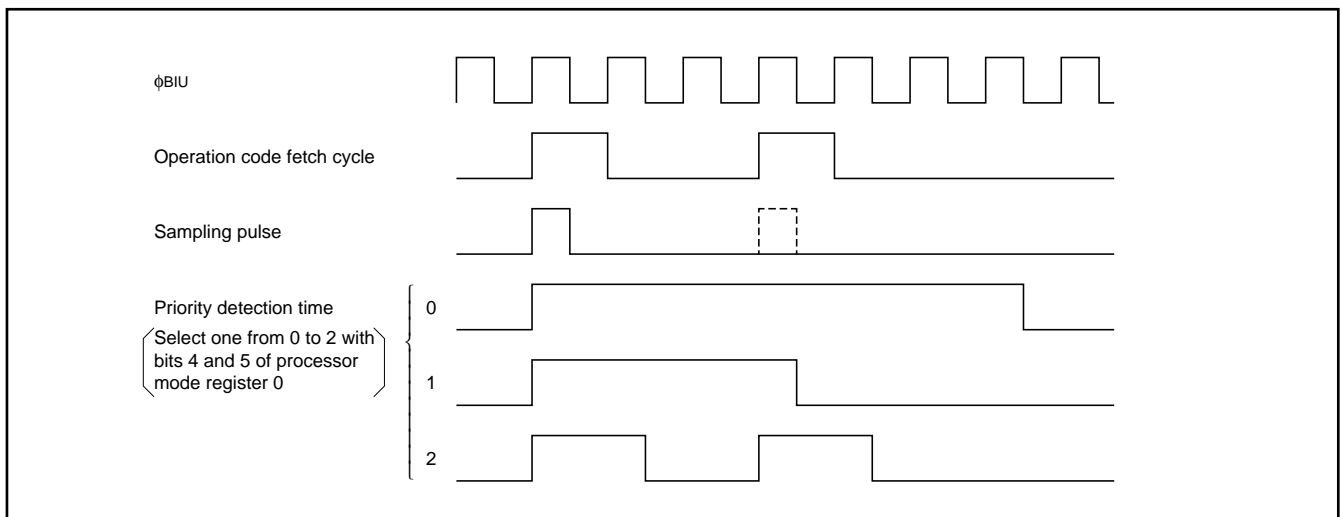 φBIU
Operation code fetch cycle
Sampling pulse
Priority detection time
0
Select one from 0 to 2 with
bits 4 and 5 of processor
mode register 0
1
2